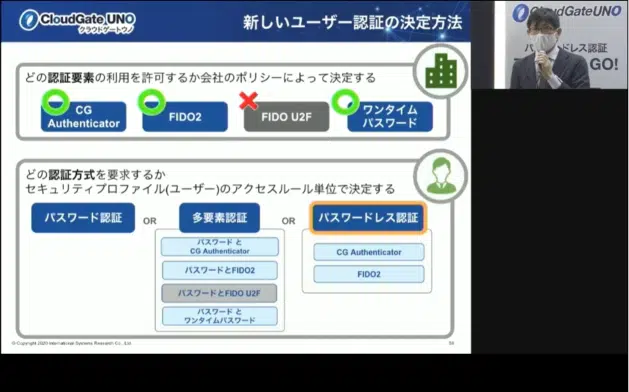 CloudGate UNO
クラウドゲートウノ
新しいユーザー認証の決定方法
どの認証要素の利用を許可するか会社のポリシーによって決定する
CG
Authenticator
FIDO2
FIDO U2F
ワンタイム
パスワード
どの認証方式を要求するか
セキュリティプロファイル(ユーザー)のアクセスルール単位で決定する
パスワード認証
OR
多要素認証
OR
パスワードレス認証
パスワード と
CG Authenticator
パスワードとFIDO2
パスワードとFIDO U2F
パスワード と
ワンタイムパスワード
CG Authenticator
FIDO2
© Copyright 2020 International Systems Research Co., Ltd.
CloudGate UNO
GO!